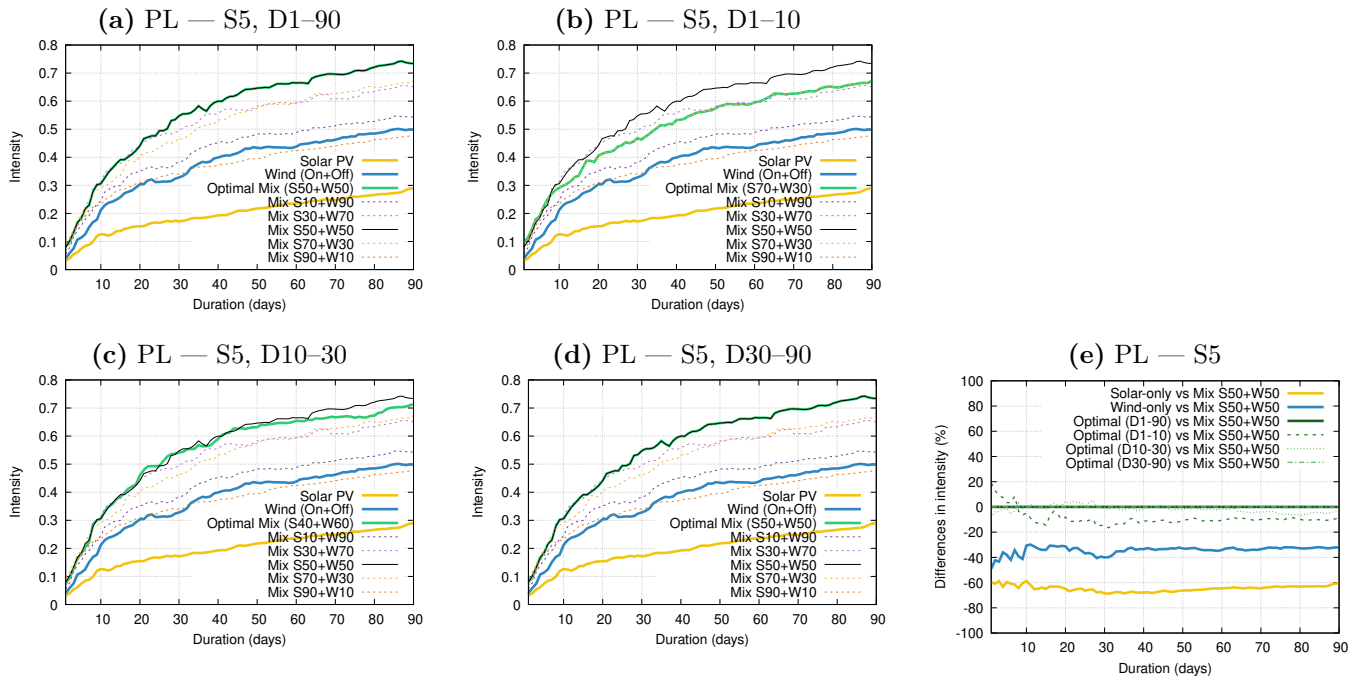 (a) PL — S5, D1–90
0.8
0.7
0.6
0.5
0.4
0.3
0.2
0.1
0
Intensity
Solar PV
Wind (On+Off)
Optimal Mix (S50+W50)
Mix S10+W90
Mix S30+W70
Mix S50+W50
Mix S70+W30
Mix S90+W10
10 20 30 40 50 60 70 80 90
Duration (days)
(b) PL — S5, D1–10
0.8
0.7
0.6
0.5
0.4
0.3
0.2
0.1
0
Intensity
Solar PV
Wind (On+Off)
Optimal Mix (S70+W30)
Mix S10+W90
Mix S30+W70
Mix S50+W50
Mix S70+W30
Mix S90+W10
10 20 30 40 50 60 70 80 90
Duration (days)
(c) PL — S5, D10–30
0.8
0.7
0.6
0.5
0.4
0.3
0.2
0.1
0
Intensity
Solar PV
Wind (On+Off)
Optimal Mix (S40+W60)
Mix S10+W90
Mix S30+W70
Mix S50+W50
Mix S70+W30
Mix S90+W10
10 20 30 40 50 60 70 80 90
Duration (days)
(d) PL — S5, D30–90
0.8
0.7
0.6
0.5
0.4
0.3
0.2
0.1
0
Intensity
Solar PV
Wind (On+Off)
Optimal Mix (S50+W50)
Mix S10+W90
Mix S30+W70
Mix S50+W50
Mix S70+W30
Mix S90+W10
10 20 30 40 50 60 70 80 90
Duration (days)
(e) PL — S5
100
80
60
40
20
0
-20
-40
-60
-80
-100
Differences in intensity (%)
Solar-only vs Mix S50+W50
Wind-only vs Mix S50+W50
Optimal (D1-90) vs Mix S50+W50
Optimal (D1-10) vs Mix S50+W50
Optimal (D10-30) vs Mix S50+W50
Optimal (D30-90) vs Mix S50+W50
10 20 30 40 50 60 70 80 90
Duration (days)